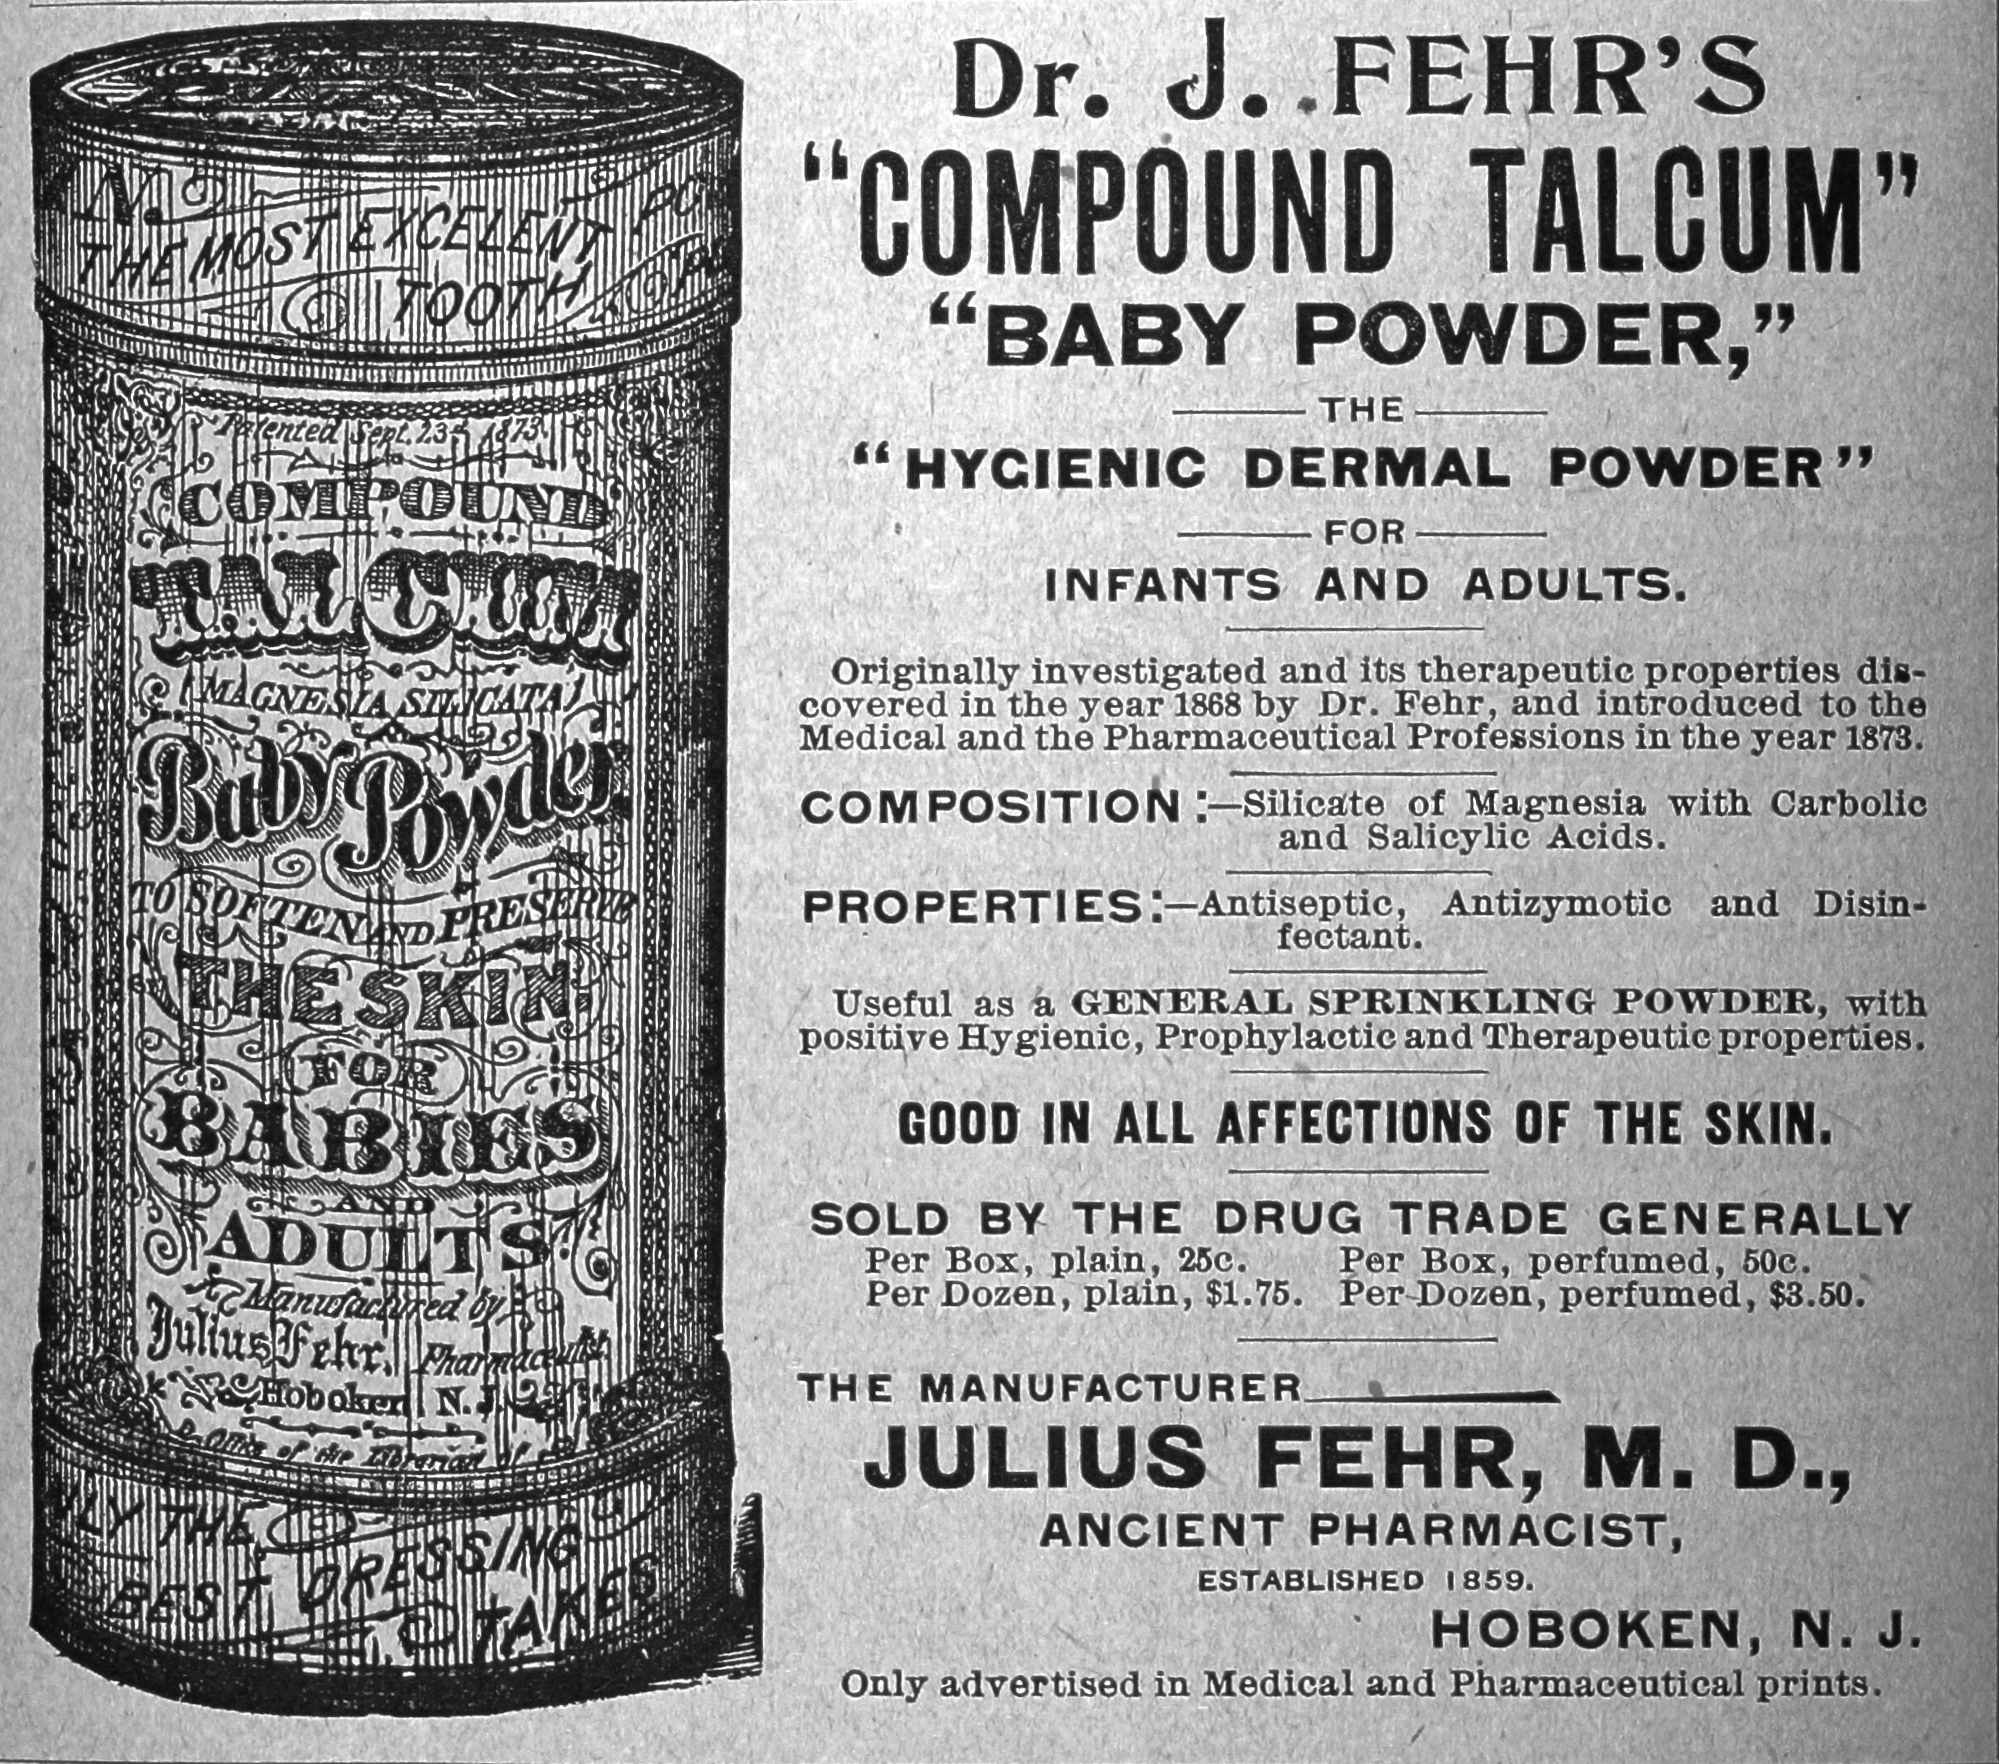 N.
THE MOST EXCELENT
TOOTH
Patented Sept. 23rd 1873.
COMPOUND
TALCUM
(MAGNESIA SILICATA)
Baby Powder
TO SOFTEN AND PRESERVE
THE SKIN
FOR
BABIES
AND
ADULTS.
Manufactured by
Julius Fehr, Pharmaceutist.
Hoboken N. J.
Office of the Librarian of
THE
BEST DRESSING
TAKES
Dr. J. FEHR'S
“COMPOUND TALCUM”
“BABY POWDER,”
THE
“HYGIENIC DERMAL POWDER”
FOR
INFANTS AND ADULTS.
Originally investigated and its therapeutic properties dis-
covered in the year 1868 by Dr. Fehr, and introduced to the
Medical and the Pharmaceutical Professions in the year 1873.
COMPOSITION:—Silicate of Magnesia with Carbolic
and Salicylic Acids.
PROPERTIES:—Antiseptic, Antizymotic and Disin-
fectant.
Useful as a GENERAL SPRINKLING POWDER, with
positive Hygienic, Prophylactic and Therapeutic properties.
GOOD IN ALL AFFECTIONS OF THE SKIN.
SOLD BY THE DRUG TRADE GENERALLY
Per Box, plain, 25c. Per Box, perfumed, 50c.
Per Dozen, plain, $1.75. Per Dozen, perfumed, $3.50.
THE MANUFACTURER
JULIUS FEHR, M. D.,
ANCIENT PHARMACIST,
ESTABLISHED 1859.
HOBOKEN, N. J.
Only advertised in Medical and Pharmaceutical prints.